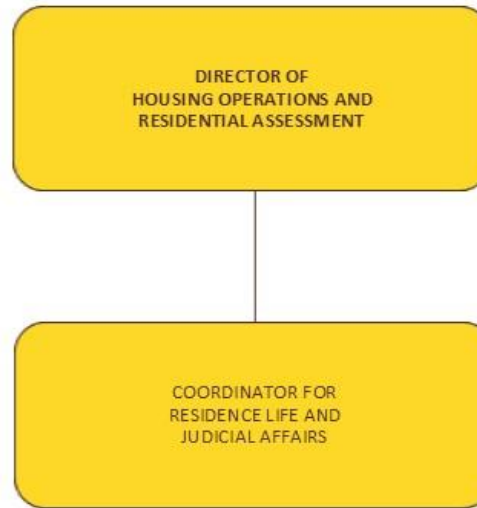 DIRECTOR OF
HOUSING OPERATIONS AND
RESIDENTIAL ASSESSMENT
COORDINATOR FOR
RESIDENCE LIFE AND
JUDICIAL AFFAIRS